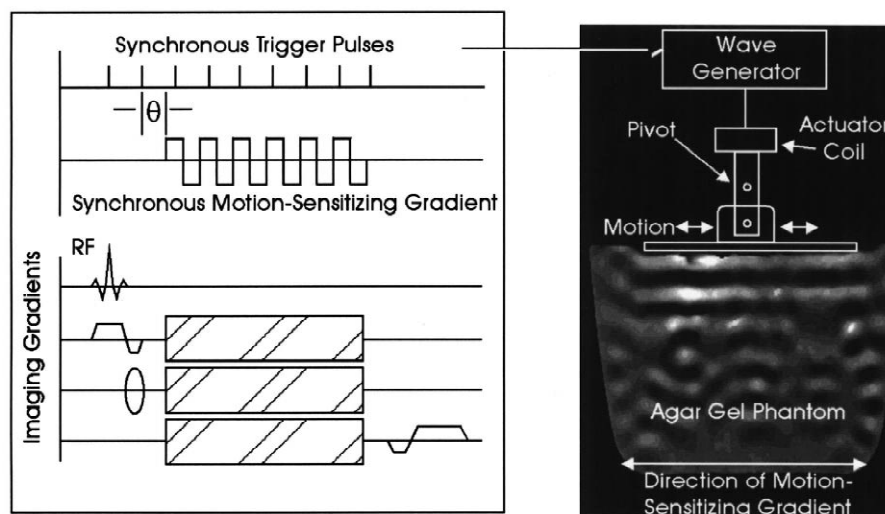 Synchronous Trigger Pulses
θ
Synchronous Motion-Sensitizing Gradient
RF
Imaging Gradients
Wave
Generator
Pivot
Actuator
Coil
Motion
Agar Gel Phantom
Direction of Motion-
Sensitizing Gradient